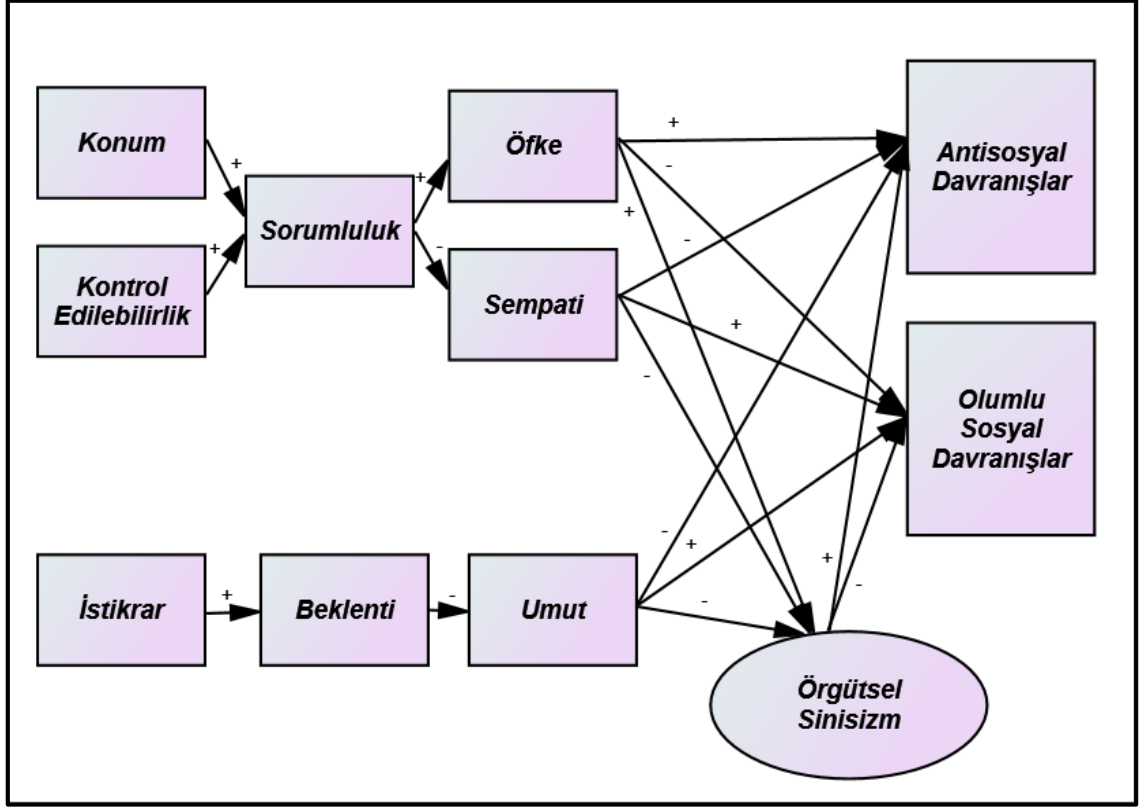 Konum
+
Kontrol
Edilebilirlik
+
Sorumluluk
+
-
Öfke
Sempati
+
-
+
-
+
-
Antisosyal
Davranışlar
Olumlu
Sosyal
Davranışlar
İstikrar
+
Beklenti
-
Umut
-
+
-
+
-
Örgütsel
Sinisizm